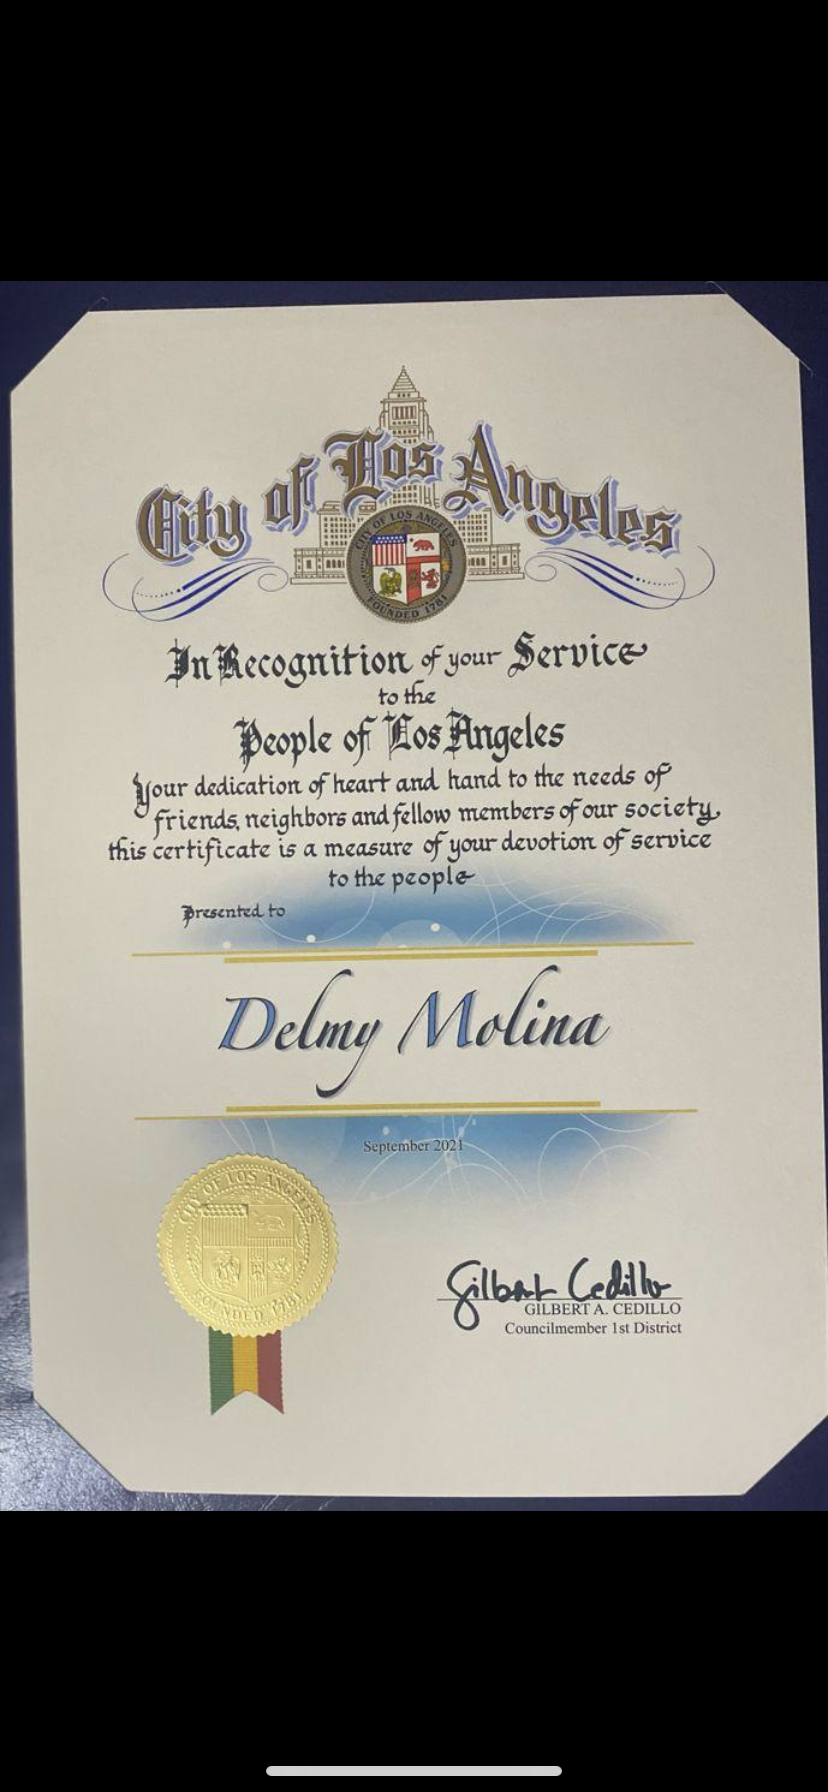 City of Los Angeles
CITY OF LOS ANGELES
FOUNDED 1781
In Recognition of your Service
to the
People of Los Angeles
Your dedication of heart and hand to the needs of
friends, neighbors and fellow members of our society,
this certificate is a measure of your devotion of service
to the people
Presented to
Delmy Molina
September 2021
CITY OF LOS ANGELES
FOUNDED 1781
Gilbert Cedillo
GILBERT A. CEDILLO
Councilmember 1st District